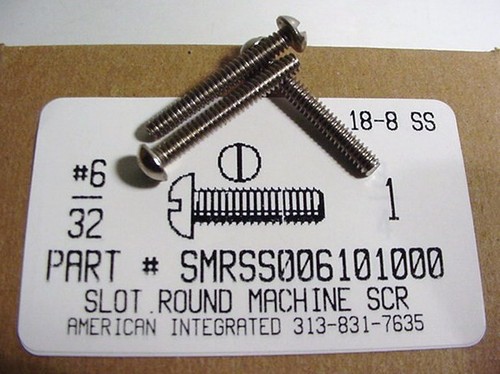 18-8 SS
#6
32
1
PART # SMRSS006101000
SLOT.ROUND MACHINE SCR
AMERICAN INTEGRATED 313-831-7635